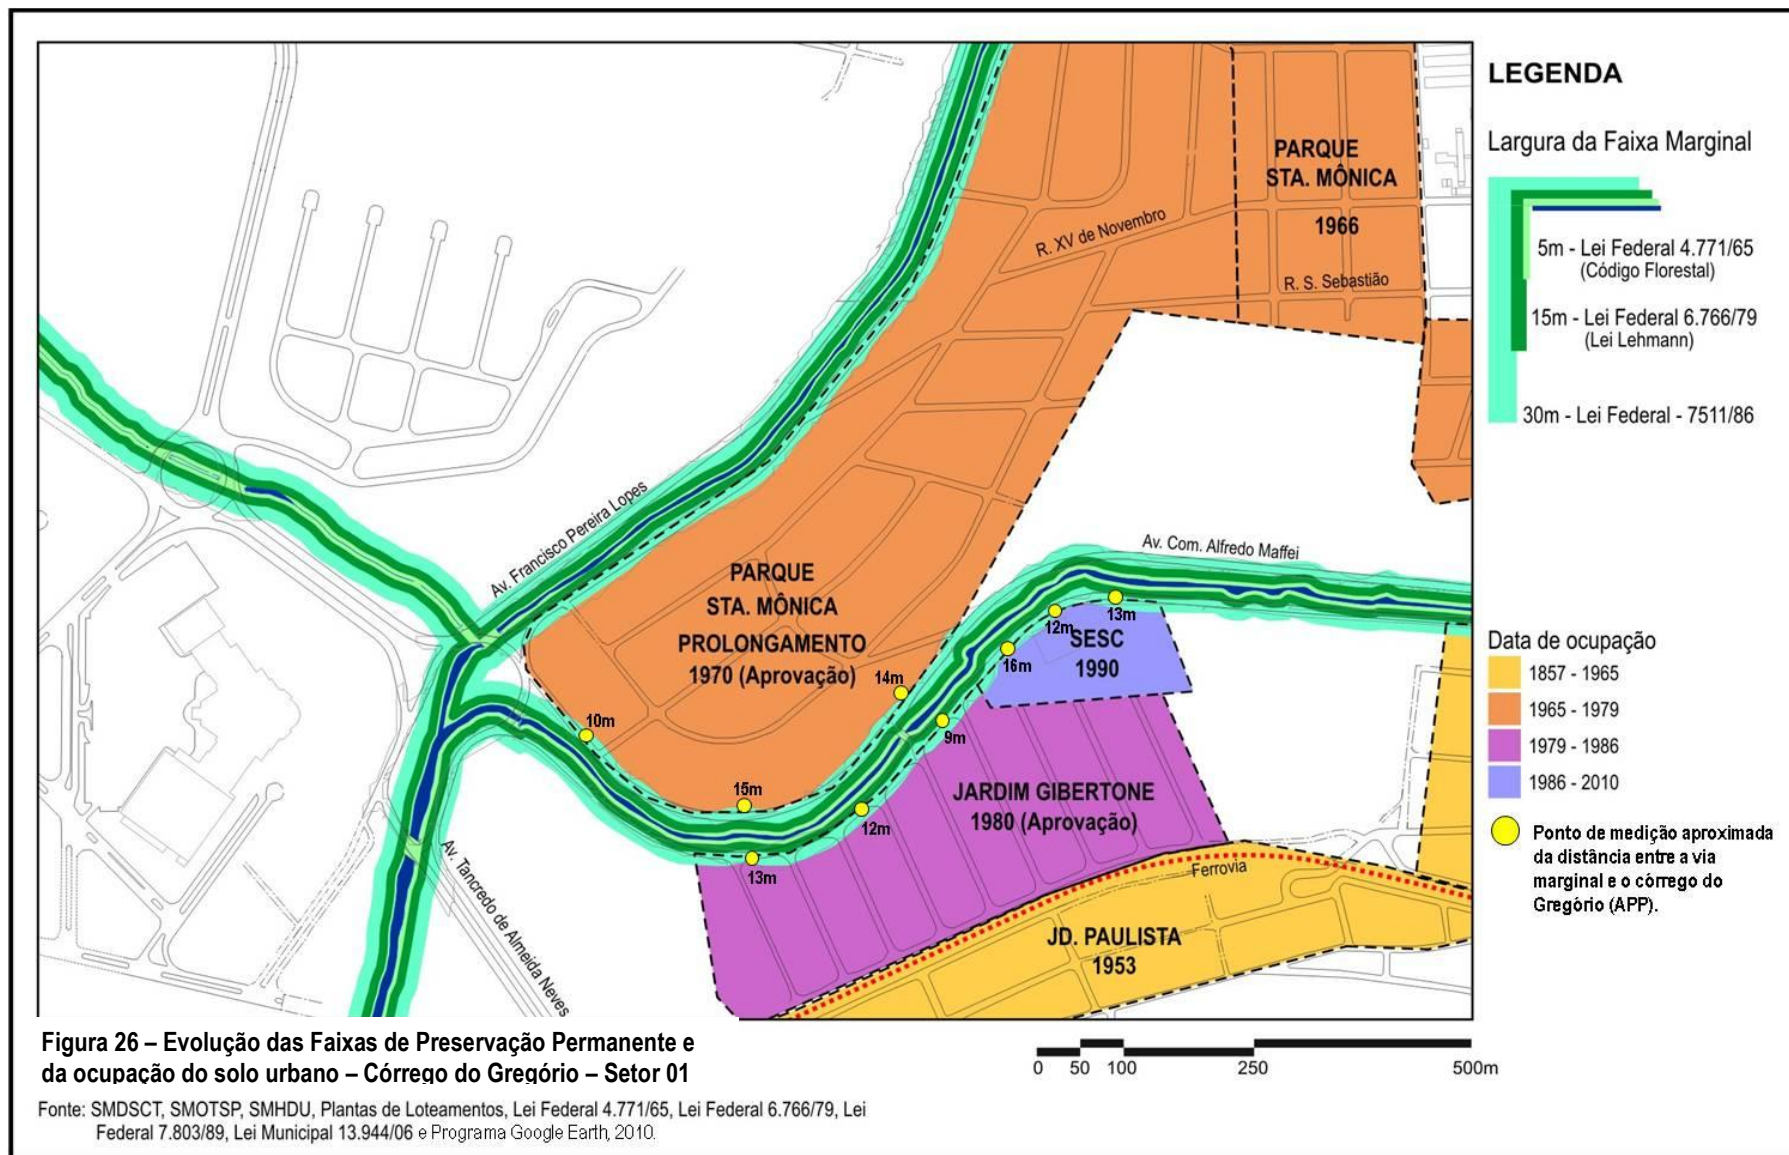 LEGENDA
Largura da Faixa Marginal
5m - Lei Federal 4.771/65
(Código Florestal)
15m - Lei Federal 6.766/79
(Lei Lehmann)
30m - Lei Federal - 7511/86
Data de ocupação
1857 - 1965
1965 - 1979
1979 - 1986
1986 - 2010
Ponto de medição aproximada
da distância entre a via
marginal e o córrego do
Gregório (APP).
PARQUE
STA. MÔNICA
1966
R. XV de Novembro
R. S. Sebastião
Av. Francisco Pereira Lopes
Av. Com. Alfredo Maffei
PARQUE
STA. MÔNICA
PROLONGAMENTO
1970 (Aprovação)
SESC
1990
13m
12m
16m
14m
9m
10m
15m
12m
13m
JARDIM GIBERTONE
1980 (Aprovação)
Ferrovia
JD. PAULISTA
1953
Av. Tancredo de Almeida Neves
Figura 26 – Evolução das Faixas de Preservação Permanente e
da ocupação do solo urbano – Córrego do Gregório – Setor 01
0 50 100 250 500m
Fonte: SMDSCT, SMOTSP, SMHDU, Plantas de Loteamentos, Lei Federal 4.771/65, Lei Federal 6.766/79, Lei
Federal 7.803/89, Lei Municipal 13.944/06 e Programa Google Earth, 2010.